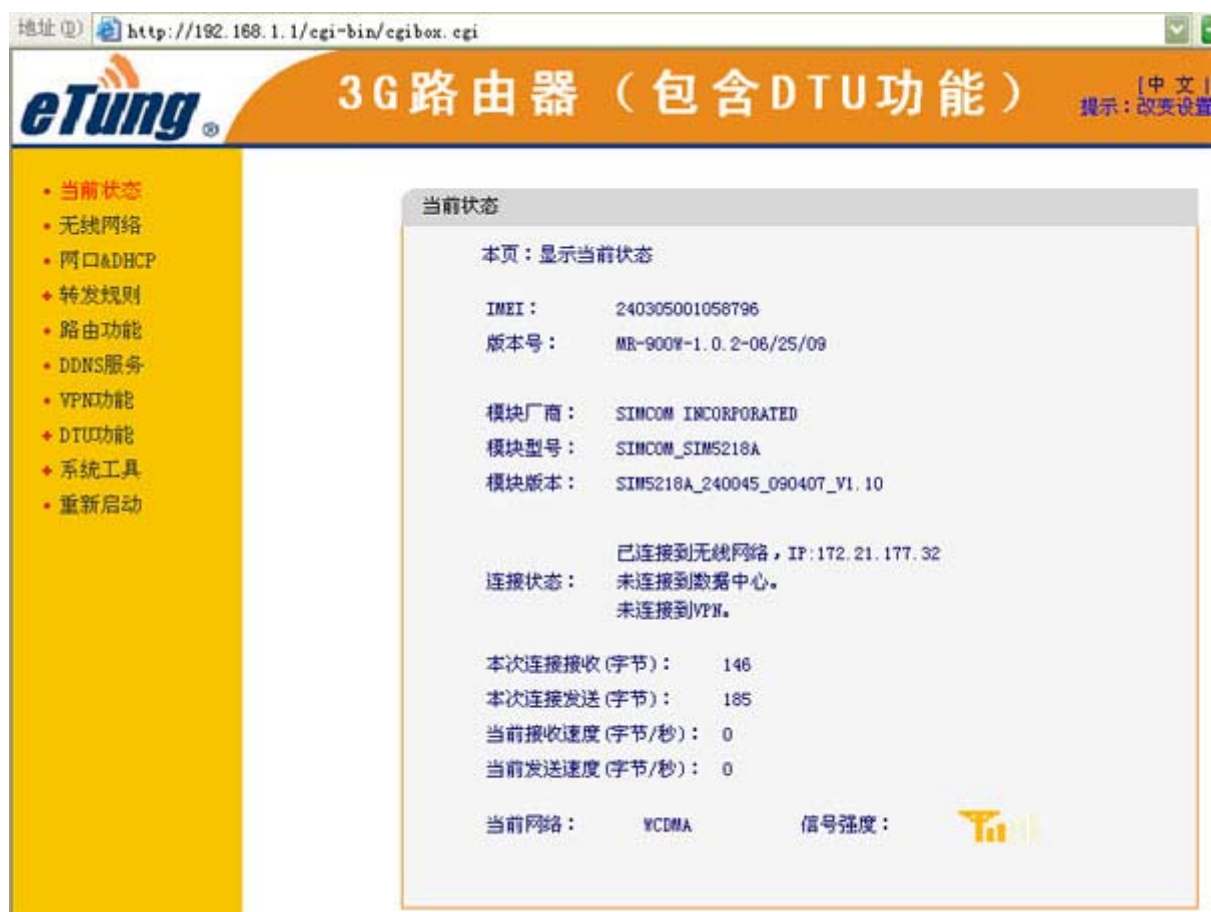 地址(D) http://192.168.1.1/cgi-bin/cgibox.cgi
eTung ®
3G路由器（包含DTU功能）
[中 文 |
提示：改变设置
当前状态
无线网络
网口&DHCP
转发规则
路由功能
DDNS服务
VPN功能
DTU功能
系统工具
重新启动
当前状态
本页：显示当前状态
IMEI： 240305001058796
版本号： MR-900W-1.0.2-06/25/09
模块厂商： SIMCOM INCORPORATED
模块型号： SIMCOM_SIM5218A
模块版本： SIM5218A_240045_090407_V1.10
连接状态： 已连接到无线网络，IP:172.21.177.32
未连接到数据中心。
未连接到VPN。
本次连接接收(字节)： 146
本次连接发送(字节)： 185
当前接收速度(字节/秒)： 0
当前发送速度(字节/秒)： 0
当前网络： WCDMA 信号强度：